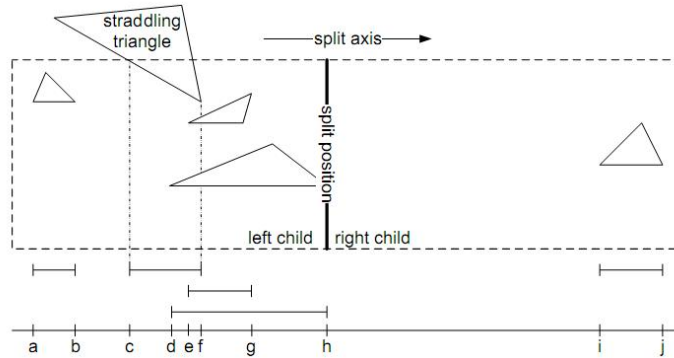 straddling
triangle
split axis
split position
left child
right child
a b c d e f g h i j